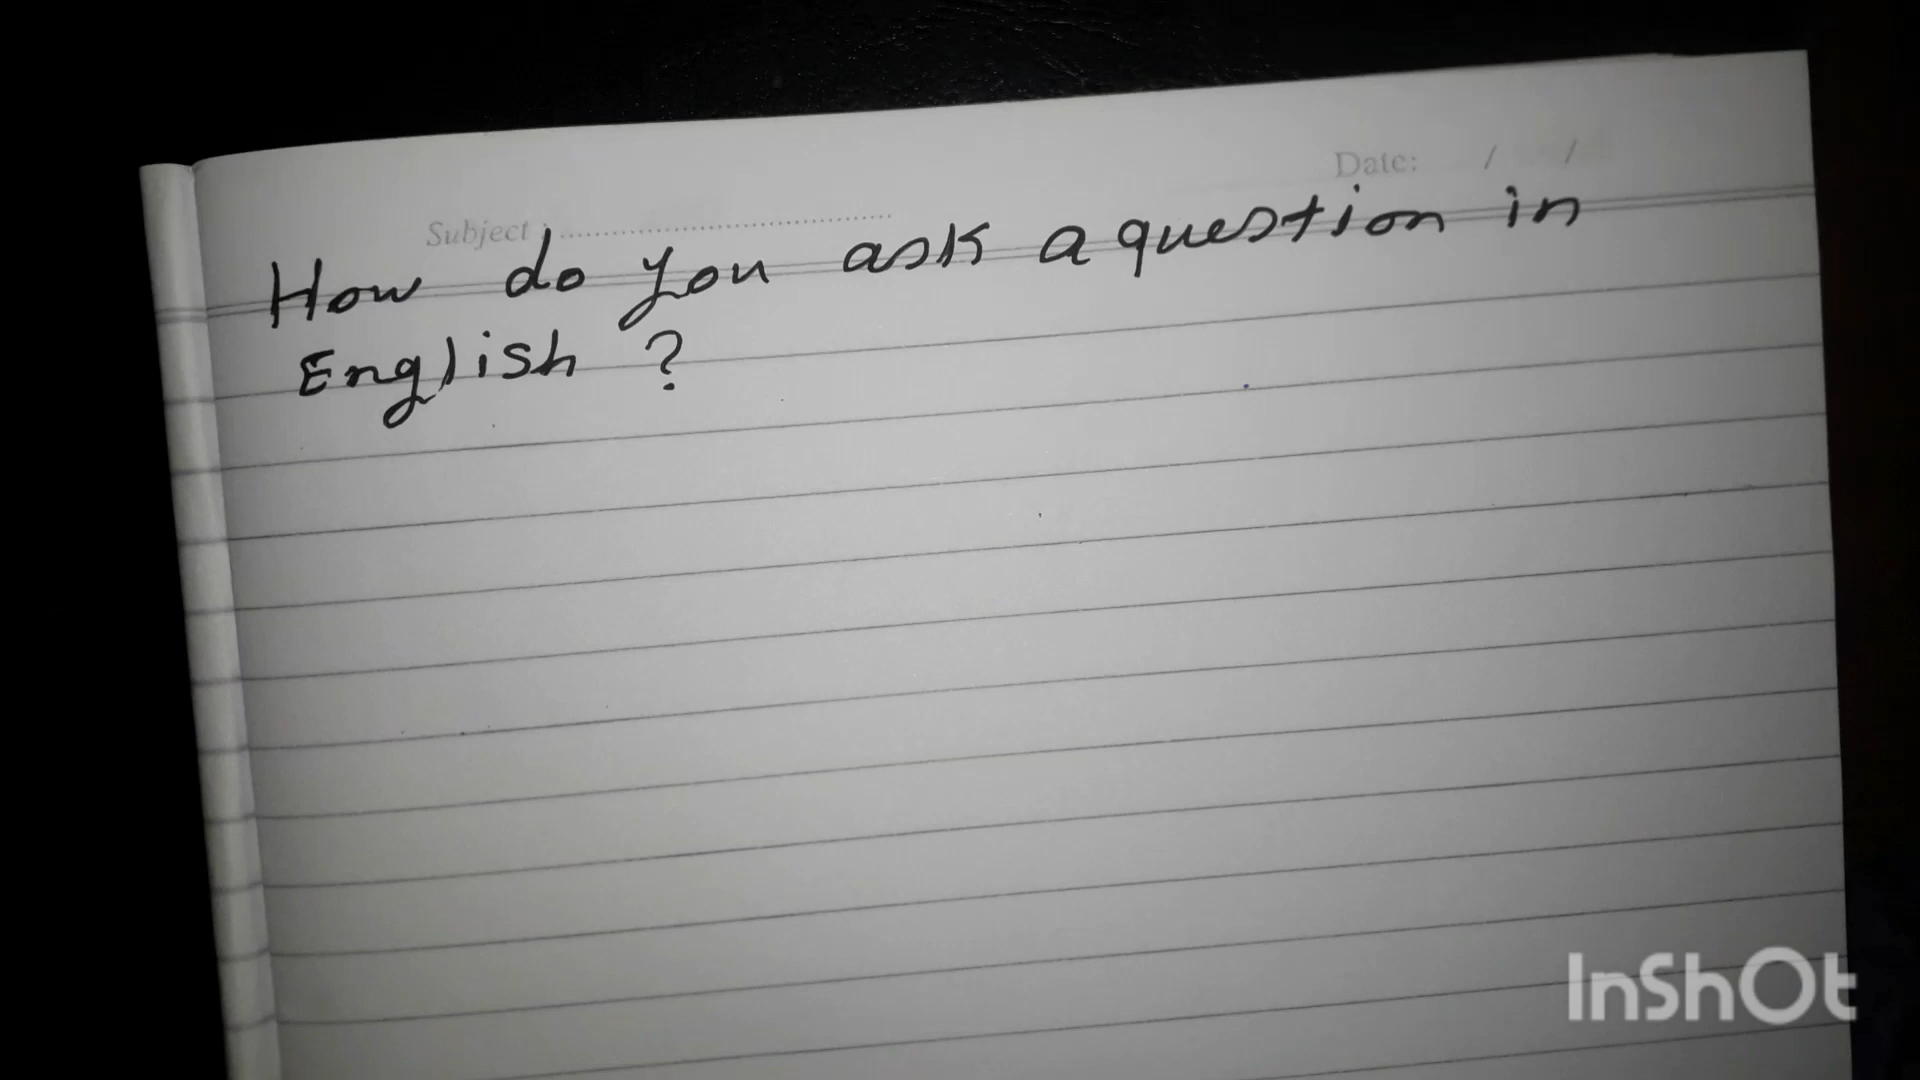 Date: / /
Subject :..........................................
How do you ask a question in
English ?
InShOt